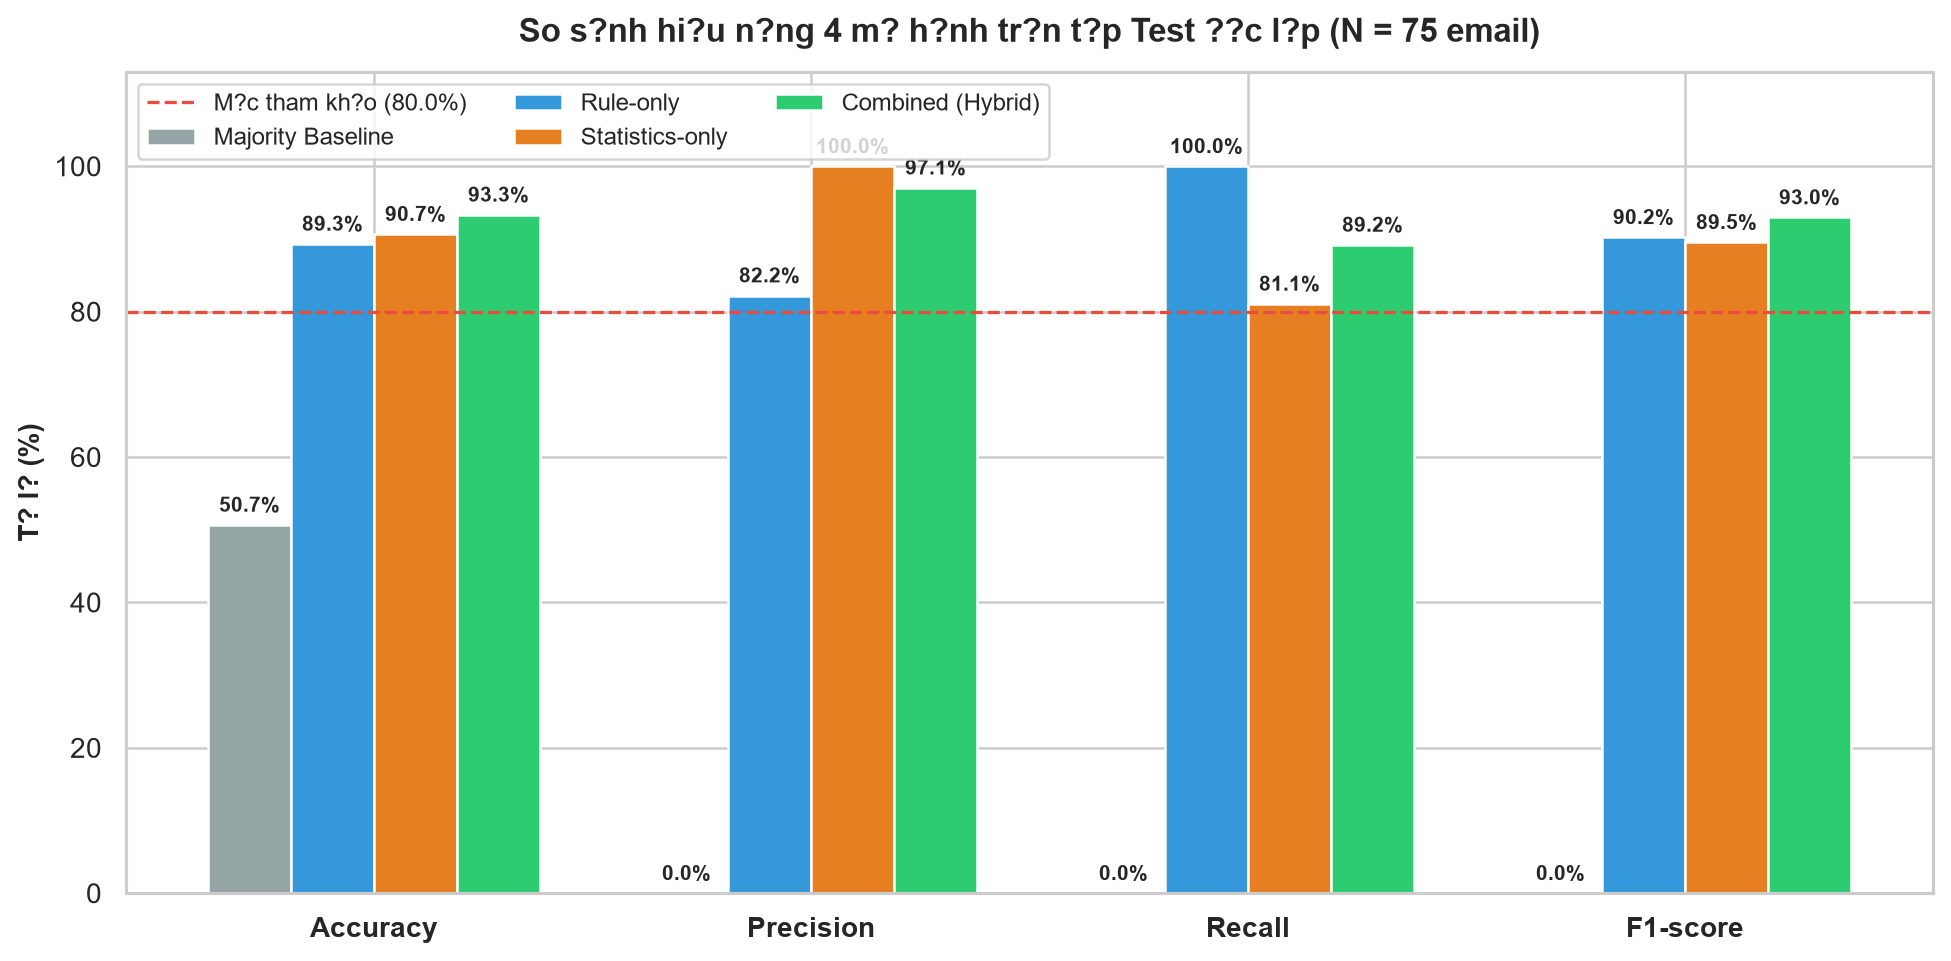 So s?nh hi?u n?ng 4 m? h?nh tr?n t?p Test ??c l?p (N = 75 email)
M?c tham kh?o (80.0%)
Majority Baseline
Rule-only
Statistics-only
Combined (Hybrid)
T? l? (%)
100
80
60
40
20
0
50.7%
89.3%
90.7%
93.3%
0.0%
82.2%
100.0%
97.1%
0.0%
100.0%
81.1%
89.2%
0.0%
90.2%
89.5%
93.0%
Accuracy
Precision
Recall
F1-score